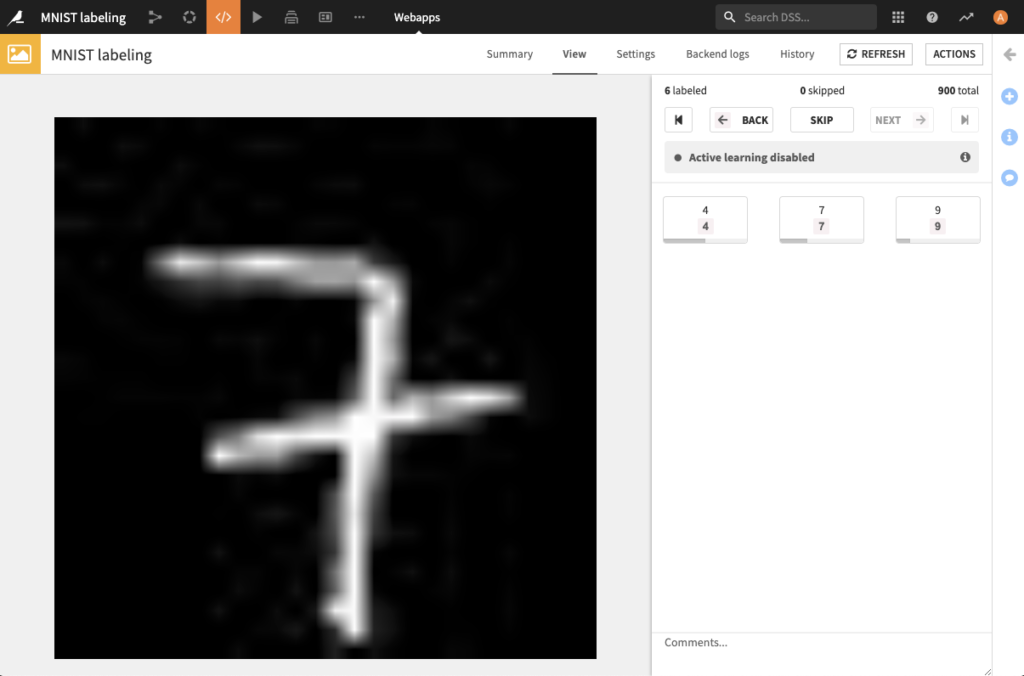 MNIST labeling Webapps Search DSS... A
MNIST labeling Summary View Settings Backend logs History REFRESH ACTIONS
6 labeled 0 skipped 900 total
BACK SKIP NEXT
Active learning disabled
4 7 9
4 7 9
7
Comments...